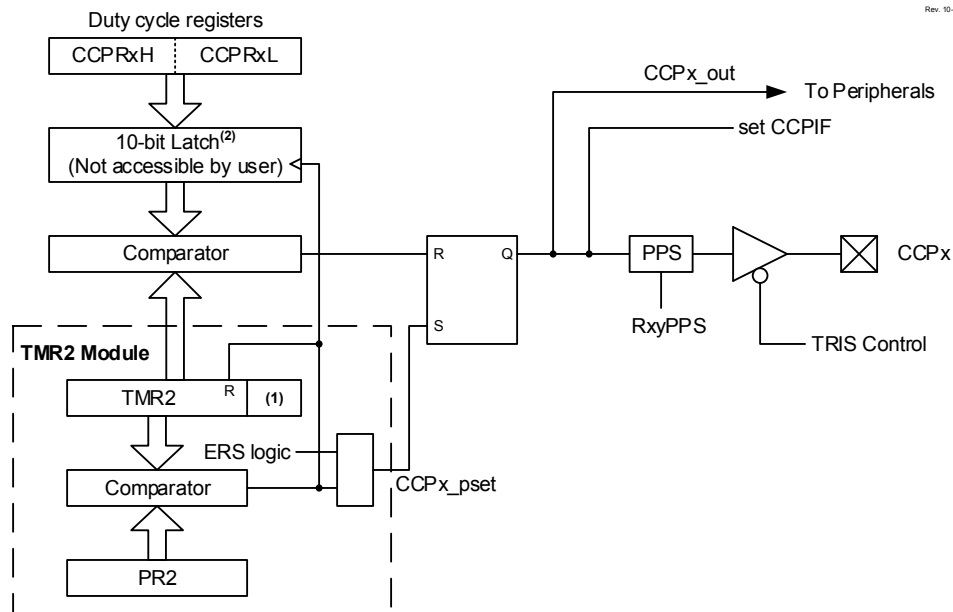 Rev. 10-
Duty cycle registers
CCPRxH CCPRxL
CCPx_out
To Peripherals
set CCPIF
10-bit Latch(2)
(Not accessible by user)
Comparator
R Q
PPS
CCPx
RxyPPS
S
TRIS Control
TMR2 Module
R
TMR2 (1)
ERS logic
CCPx_pset
Comparator
PR2